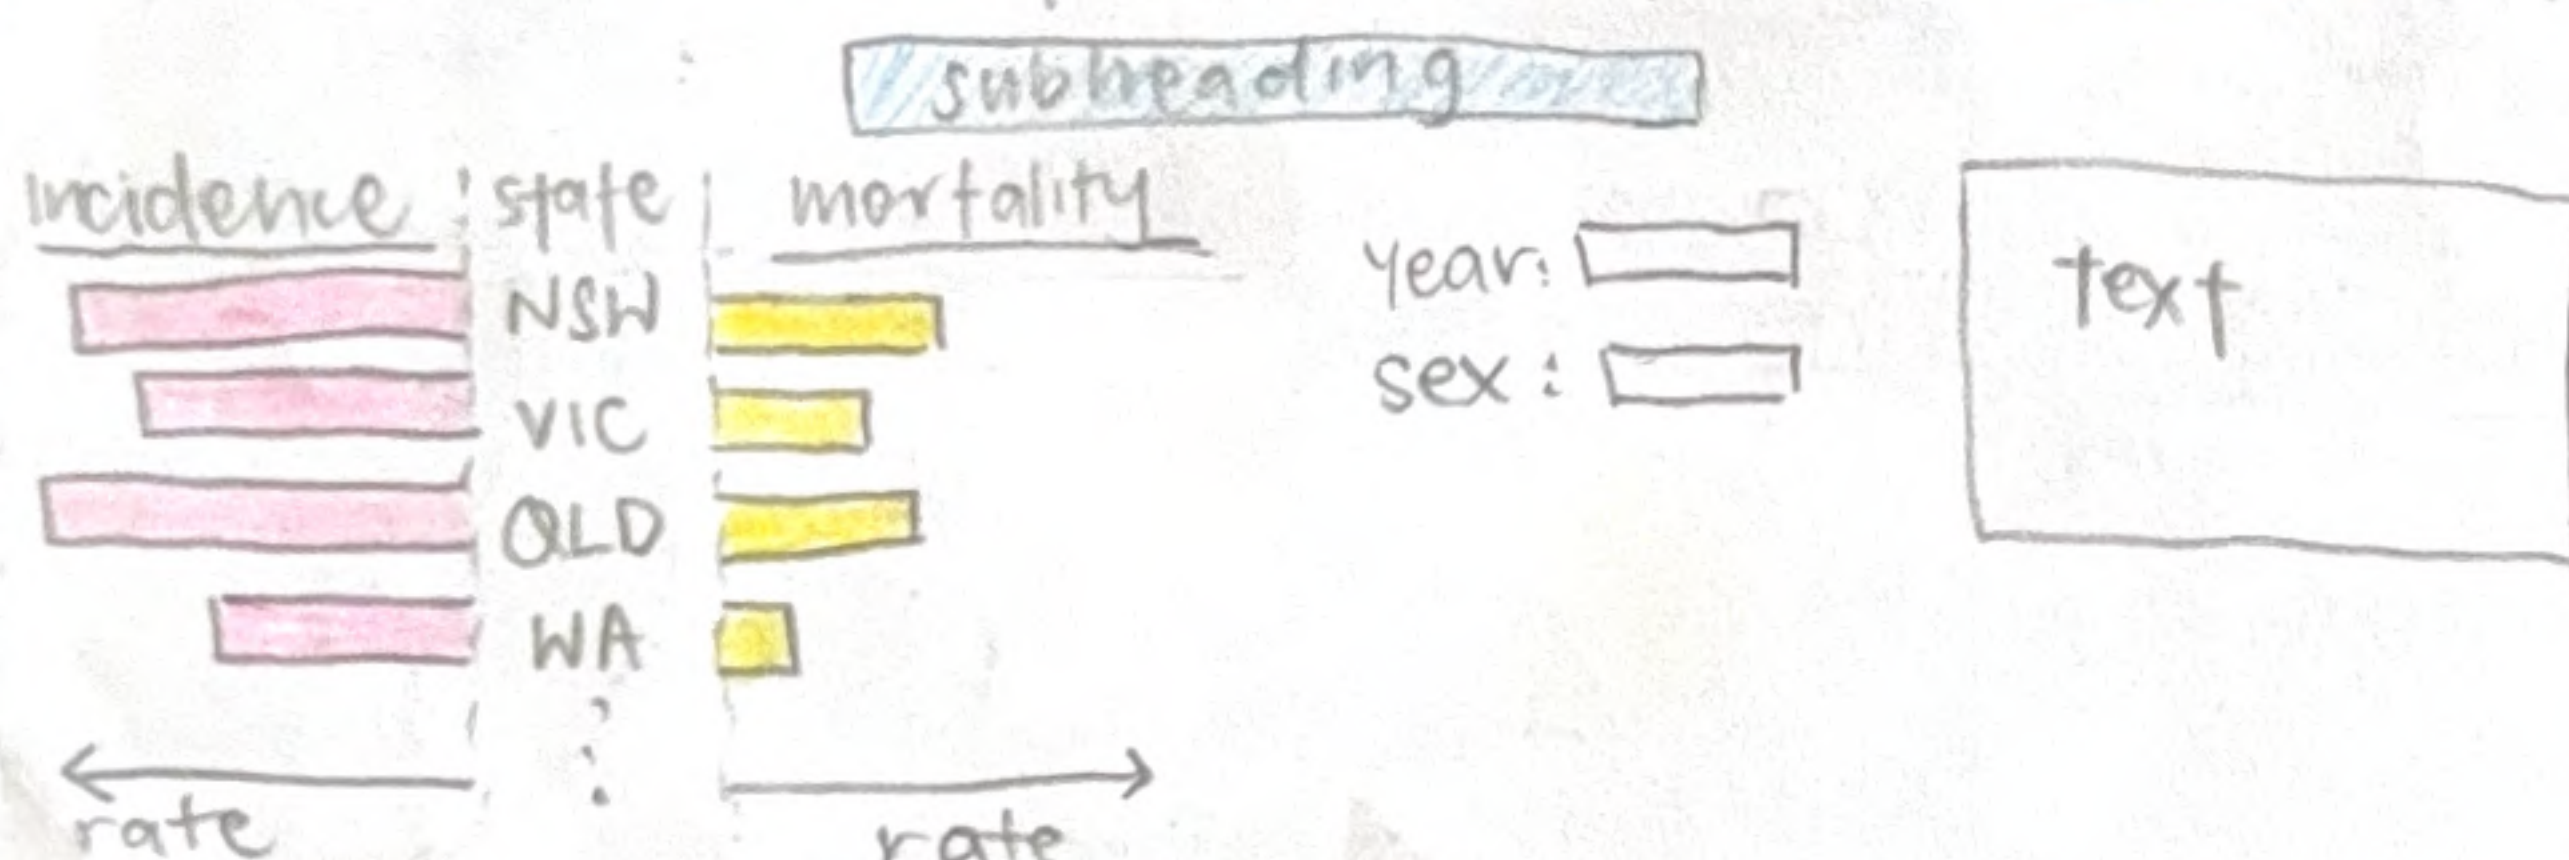 subheading
incidence state mortality
NSW
VIC
QLD
WA
rate rate
year:
sex:
text